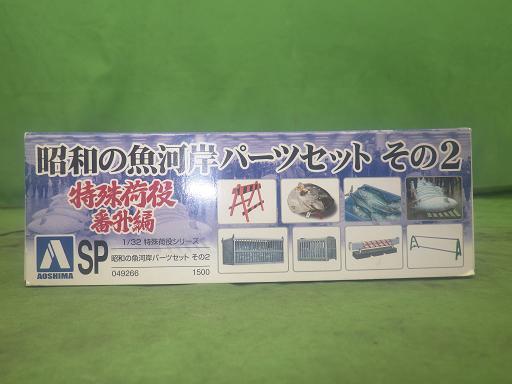 昭和の魚河岸パーツセット その2
特殊荷役
番外編
1/32 特殊荷役シリーズ
SP
昭和の魚河岸パーツセット その2
AOSHIMA
049266
1500